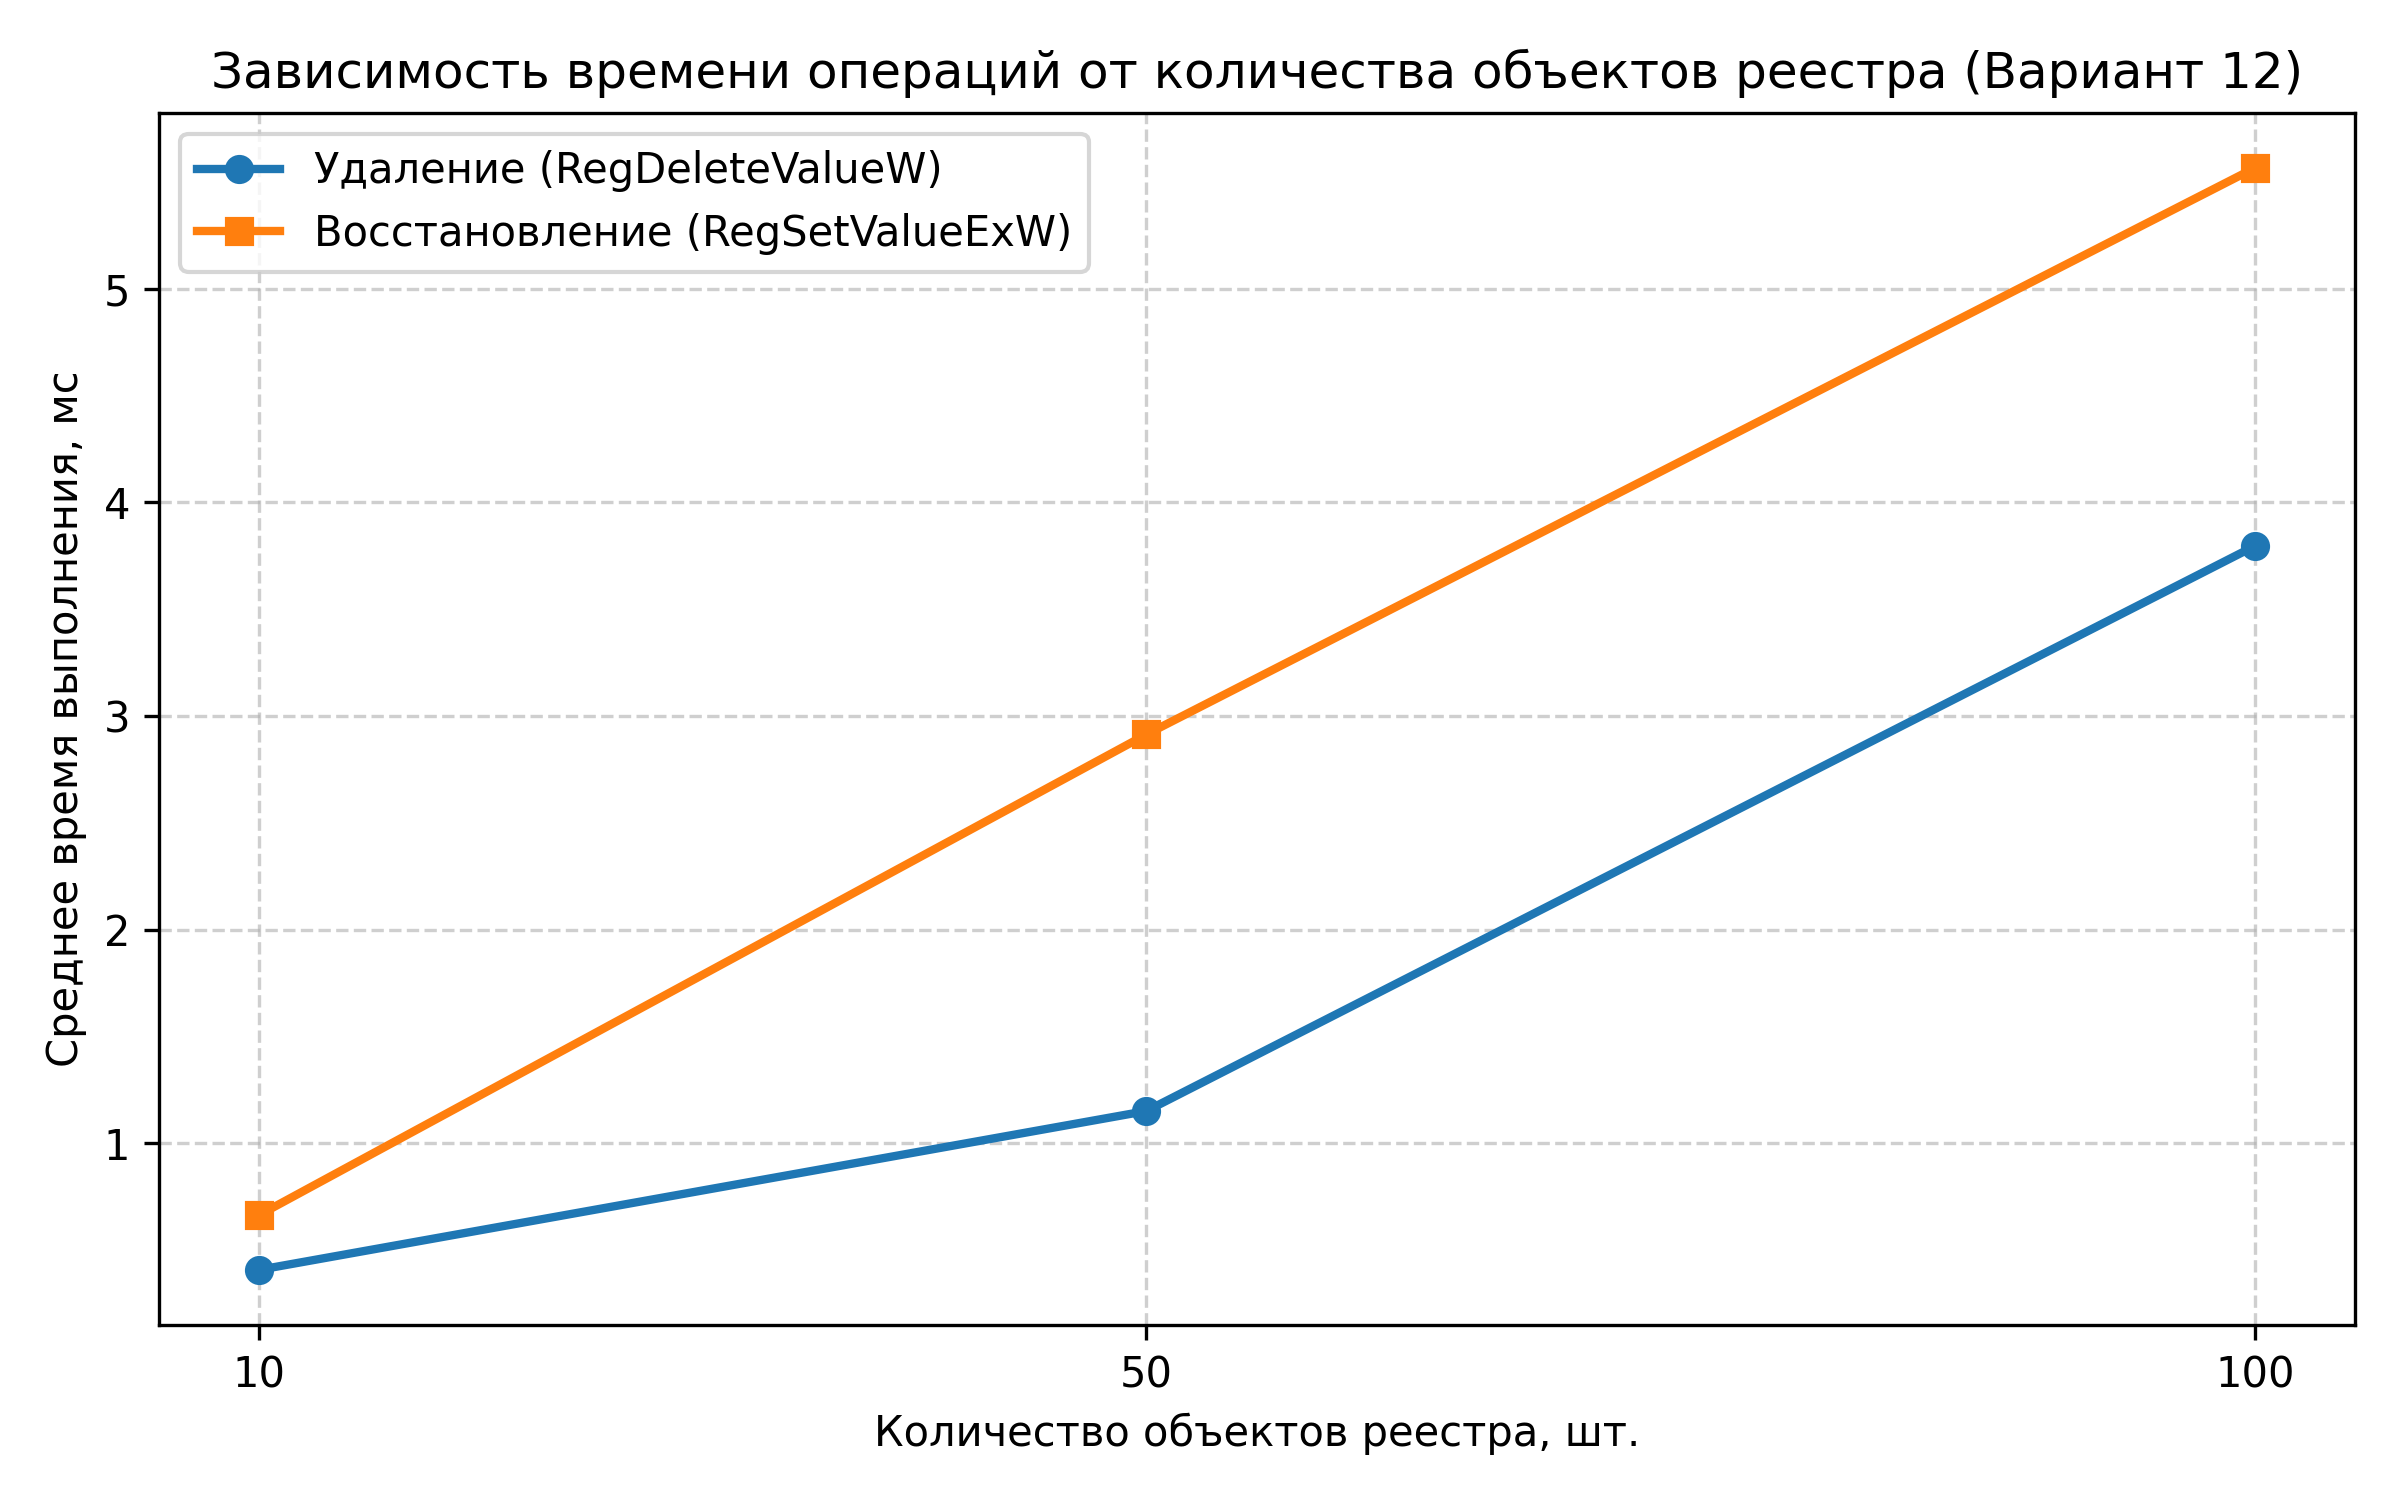 Зависимость времени операций от количества объектов реестра (Вариант 12)
Удаление (RegDeleteValueW)
Восстановление (RegSetValueExW)
Среднее время выполнения, мс
5
4
3
2
1
10 50 100
Количество объектов реестра, шт.